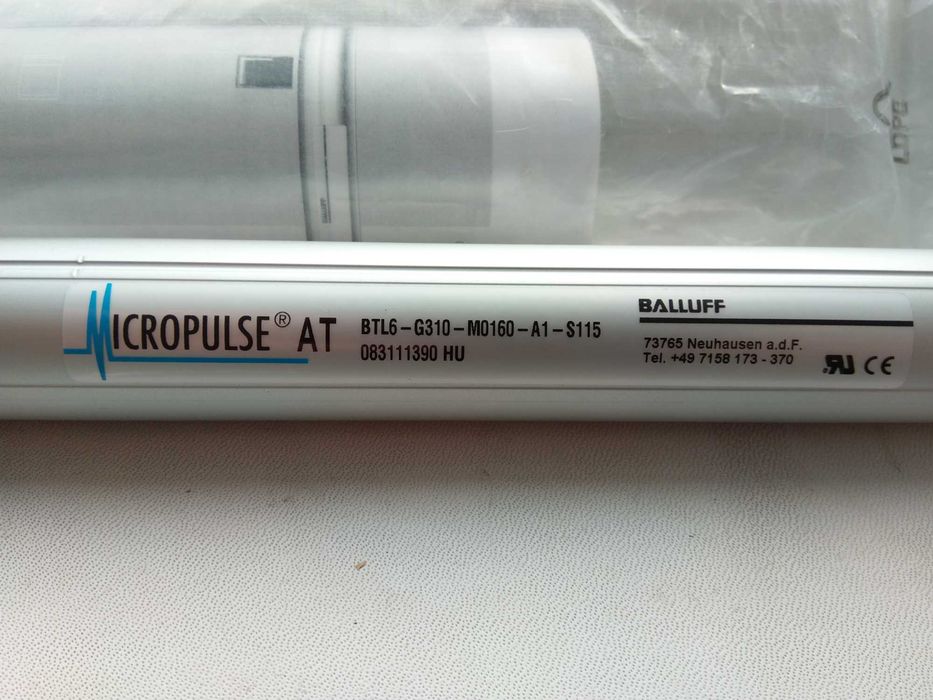 MICROPULSE® AT
BTL6-G310-M0160-A1-S115
083111390 HU
BALLUFF
73765 Neuhausen a.d.F.
Tel. +49 7158 173 - 370
CE